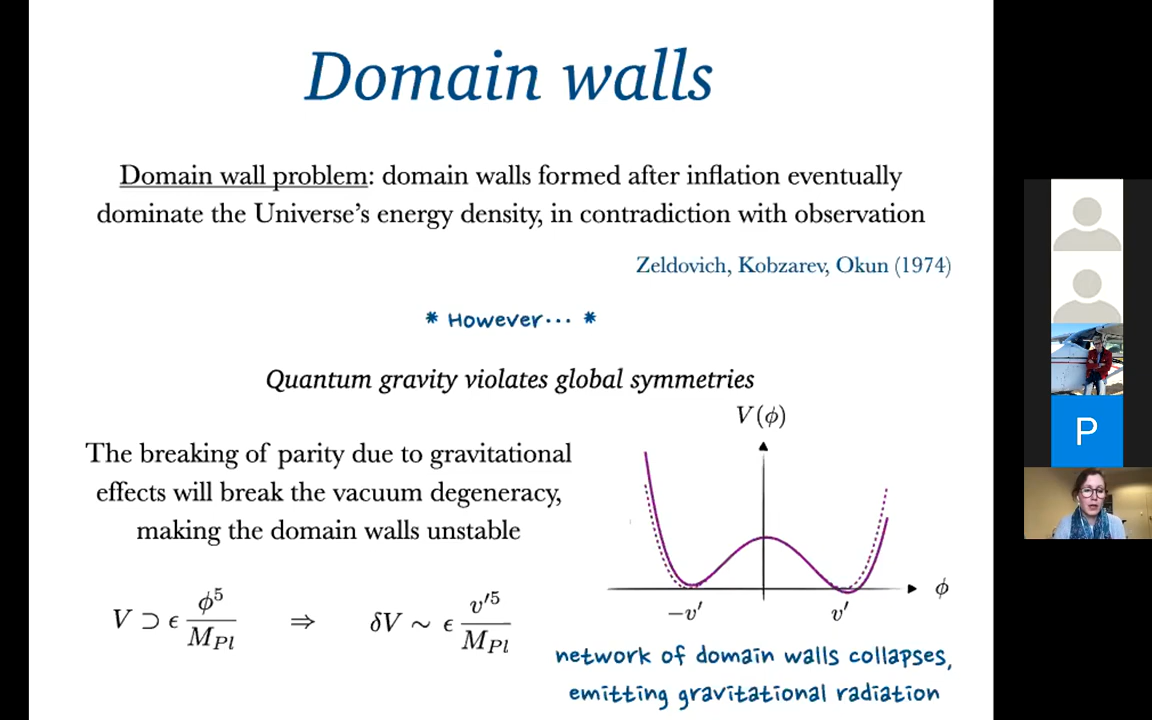 Domain walls
Domain wall problem: domain walls formed after inflation eventually
dominate the Universe's energy density, in contradiction with observation
Zeldovich, Kobzarev, Okun (1974)
* However... *
Quantum gravity violates global symmetries
The breaking of parity due to gravitational
effects will break the vacuum degeneracy,
making the domain walls unstable
V ⊃ ϵ ϕ⁵/M_Pl ⇒ δV ∼ ϵ v′⁵/M_Pl
V(ϕ)
ϕ
−v′ v′
network of domain walls collapses,
emitting gravitational radiation
P